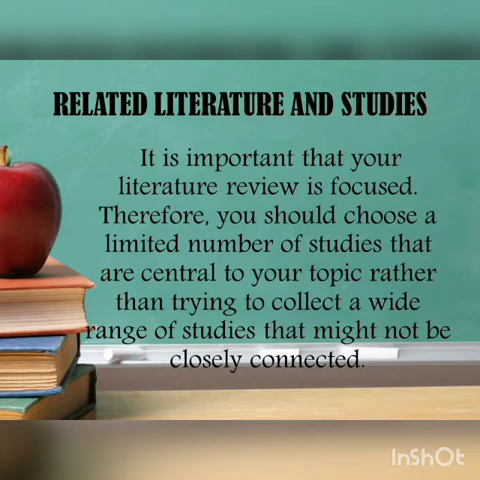 RELATED LITERATURE AND STUDIES
It is important that your
literature review is focused.
Therefore, you should choose a
limited number of studies that
are central to your topic rather
than trying to collect a wide
range of studies that might not be
closely connected.
InShOt